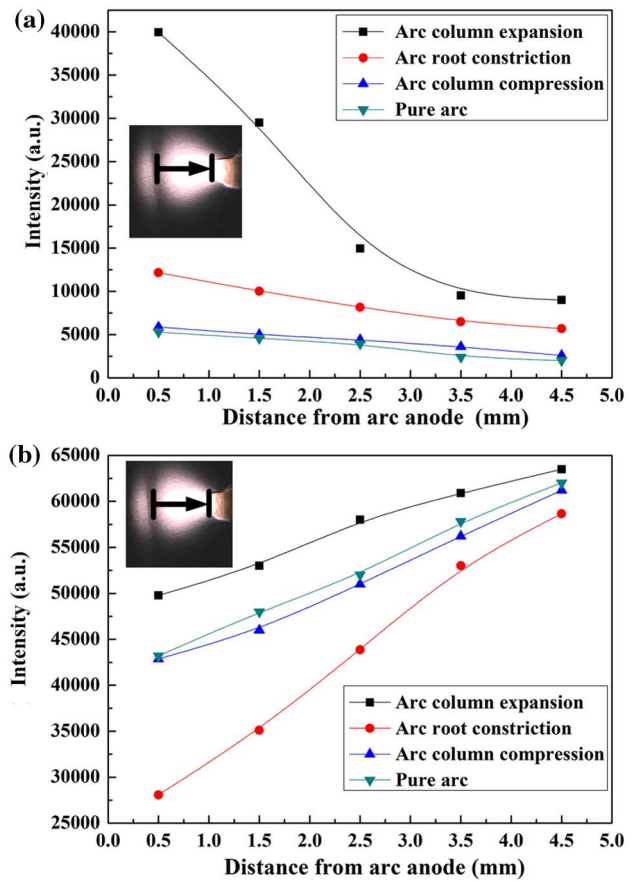 (a)
40000
35000
30000
25000
20000
15000
10000
5000
0
Intensity (a.u.)
Arc column expansion
Arc root constriction
Arc column compression
Pure arc
0.5 1.0 1.5 2.0 2.5 3.0 3.5 4.0 4.5 5.0
Distance from arc anode (mm)
(b)
65000
60000
55000
50000
45000
40000
35000
30000
25000
Intensity (a.u.)
Arc column expansion
Arc root constriction
Arc column compression
Pure arc
0.0 0.5 1.0 1.5 2.0 2.5 3.0 3.5 4.0 4.5 5.0
Distance from arc anode (mm)